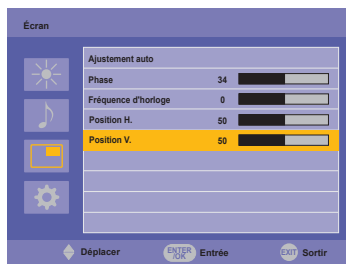 Écran
Ajustement auto
Phase 34
Fréquence d'horloge 0
Position H. 50
Position V. 50
Déplacer ENTER /OK Entrée EXIT Sortir